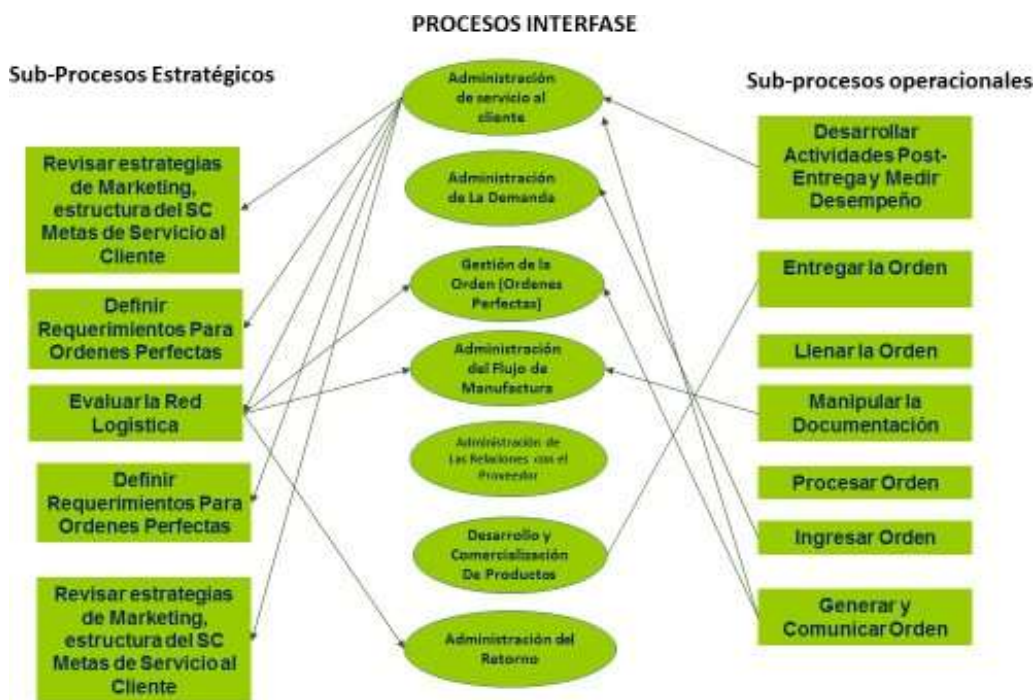 PROCESOS INTERFASE
Sub-Procesos Estratégicos
Revisar estrategias
de Marketing,
estructura del SC
Metas de Servicio al
Cliente
Definir
Requerimientos Para
Ordenes Perfectas
Evaluar la Red
Logística
Definir
Requerimientos Para
Ordenes Perfectas
Revisar estrategias
de Marketing,
estructura del SC
Metas de Servicio al
Cliente
Administración
de servicio al
cliente
Administración
de La Demanda
Gestión de la
Orden (Ordenes
Perfectas)
Administración
del Flujo de
Manufactura
Administración de
Las Relaciones con el
Proveedor
Desarrollo y
Comercialización
De Productos
Administración del
Retorno
Sub-procesos operacionales
Desarrollar
Actividades Post-
Entrega y Medir
Desempeño
Entregar la Orden
Llenar la Orden
Manipular la
Documentación
Procesar Orden
Ingresar Orden
Generar y
Comunicar Orden